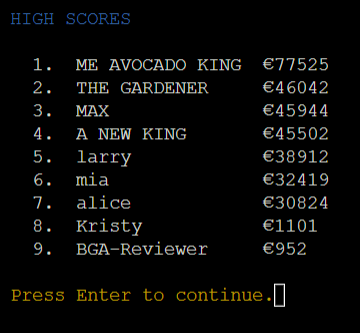 HIGH SCORES
1. ME AVOCADO KING €77525
2. THE GARDENER €46042
3. MAX €45944
4. A NEW KING €45502
5. larry €38912
6. mia €32419
7. alice €30824
8. Kristy €1101
9. BGA-Reviewer €952
Press Enter to continue.